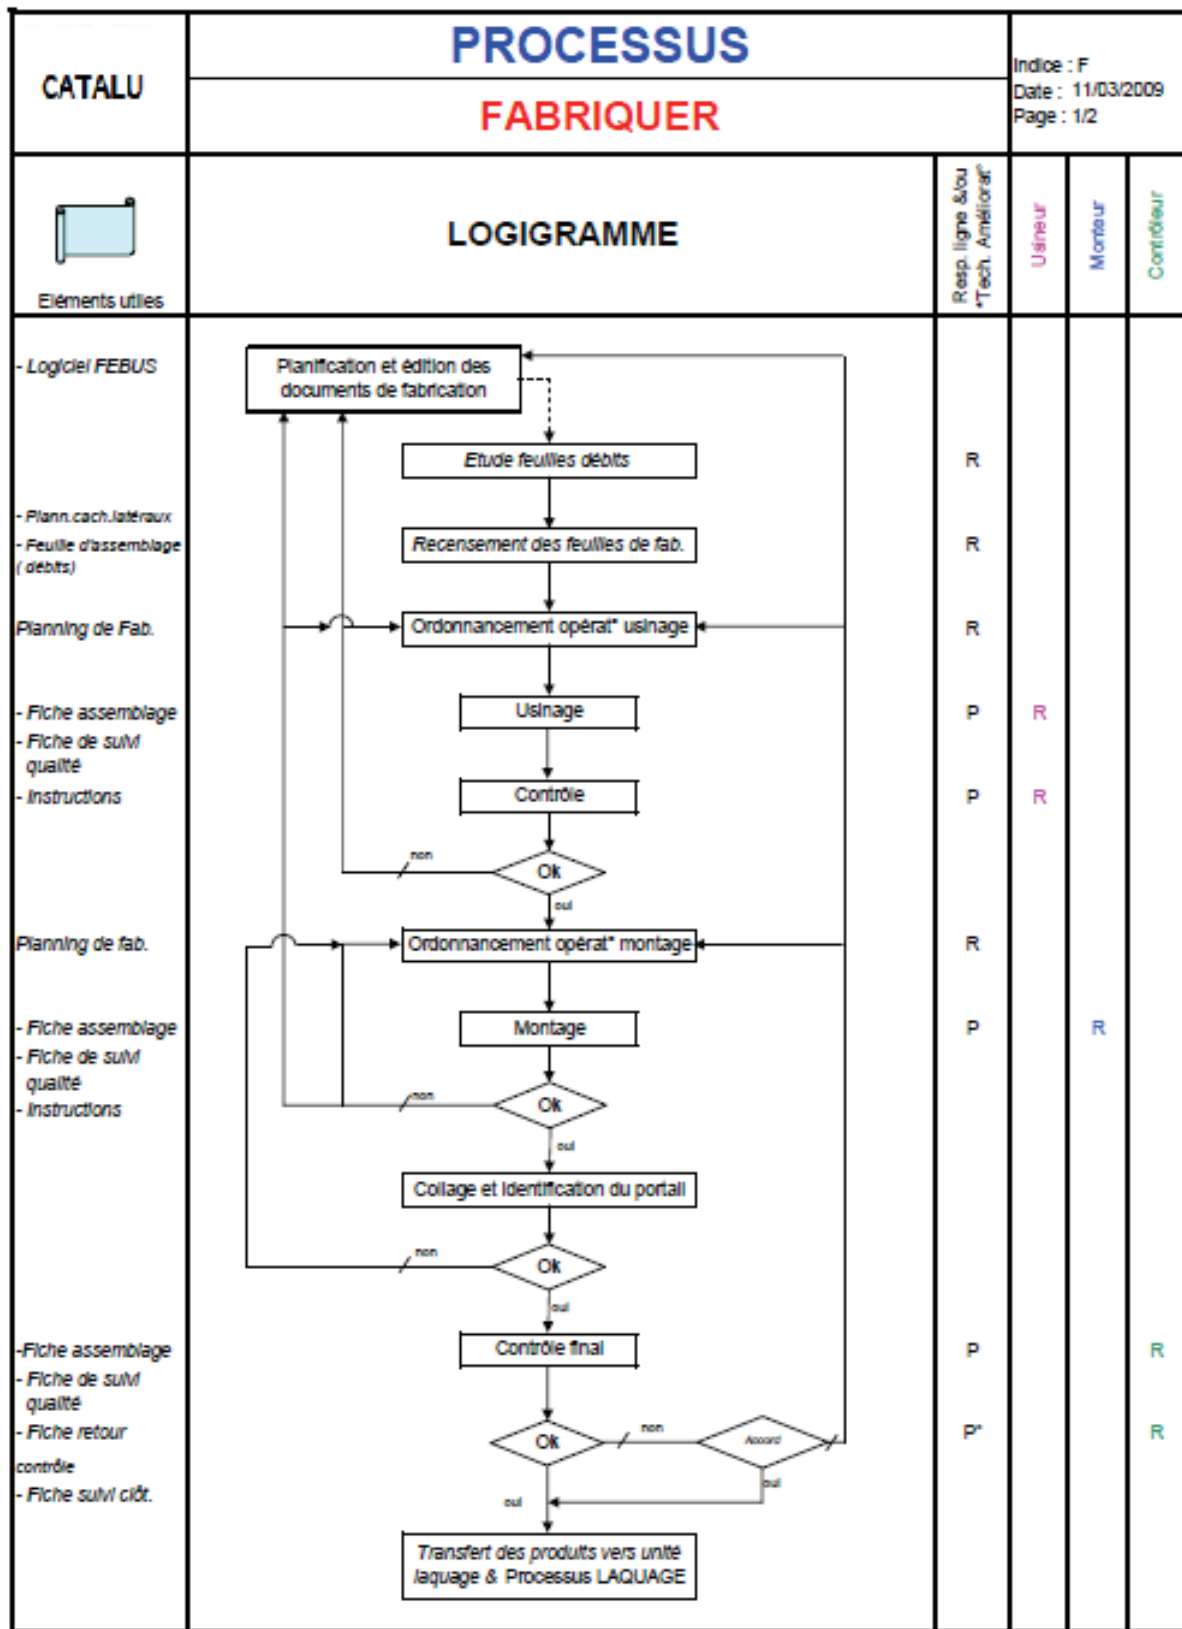 CATALU
PROCESSUS
FABRIQUER
Indice : F
Date : 11/03/2009
Page : 1/2
Eléments utiles
LOGIGRAMME
Resp. ligne &/ou
*Tech. Améliorat°
Usineur
Monteur
Contrôleur
- Logiciel FEBUS
Planification et édition des
documents de fabrication
Etude feuilles débits
R
- Plann.cach.latéraux
- Feuille d'assemblage
( débits)
Recensement des feuilles de fab.
R
Planning de Fab.
Ordonnancement opérat° usinage
R
- Fiche assemblage
- Fiche de suivi
qualité
- Instructions
Usinage
P R
Contrôle
P R
non
Ok
oui
Planning de fab.
Ordonnancement opérat° montage
R
- Fiche assemblage
- Fiche de suivi
qualité
- Instructions
Montage
P R
non
Ok
oui
Collage et identification du portail
non
Ok
oui
-Fiche assemblage
- Fiche de suivi
qualité
- Fiche retour
contrôle
- Fiche suivi clôt.
Contrôle final
P R
Ok
non
Accord
P* R
oui
oui
Transfert des produits vers unité
laquage & Processus LAQUAGE